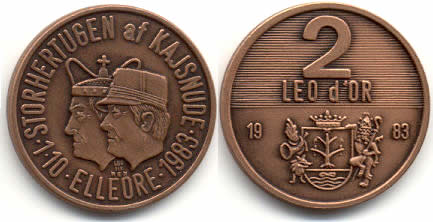 STORHERTUGEN af KAJSNUDE
· 1·10 · ELLEORE · 1983 ·
2
LEO d'OR
19 83